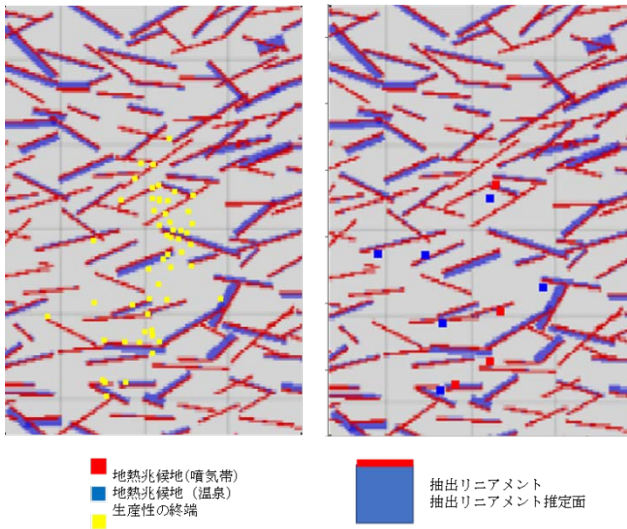 地熱兆候地(噴気帯)
地熱兆候地（温泉）
生産性の終端
抽出リニアメント
抽出リニアメント推定面